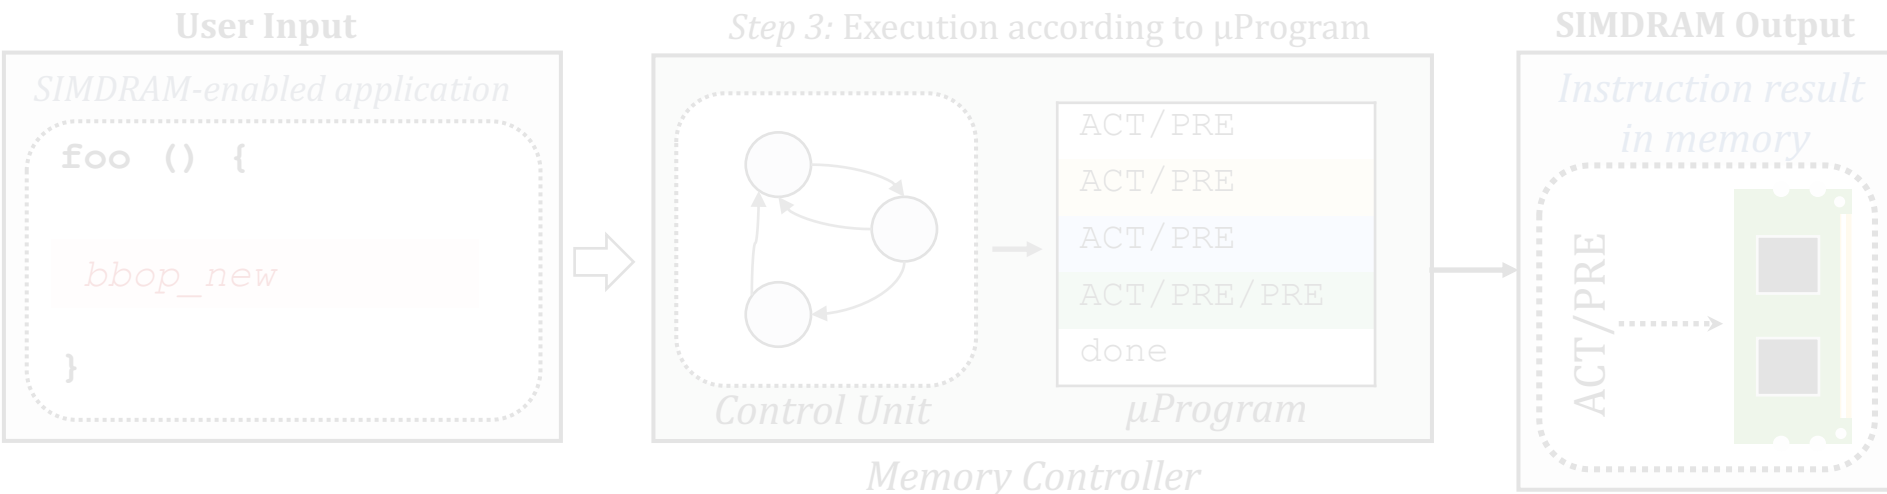 User Input
SIMDRAM-enabled application
foo () {
bbop_new
}
Step 3: Execution according to μProgram
Control Unit
ACT/PRE
ACT/PRE
ACT/PRE
ACT/PRE/PRE
done
μProgram
Memory Controller
SIMDRAM Output
Instruction result
in memory
ACT/PRE